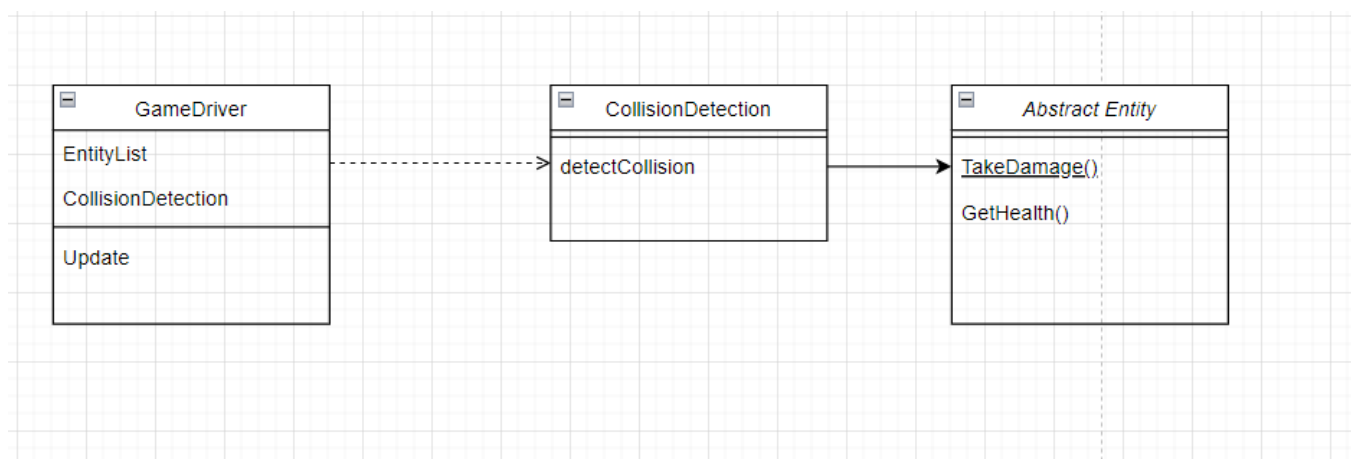 GameDriver
EntityList
CollisionDetection
Update
CollisionDetection
detectCollision
Abstract Entity
TakeDamage()
GetHealth()